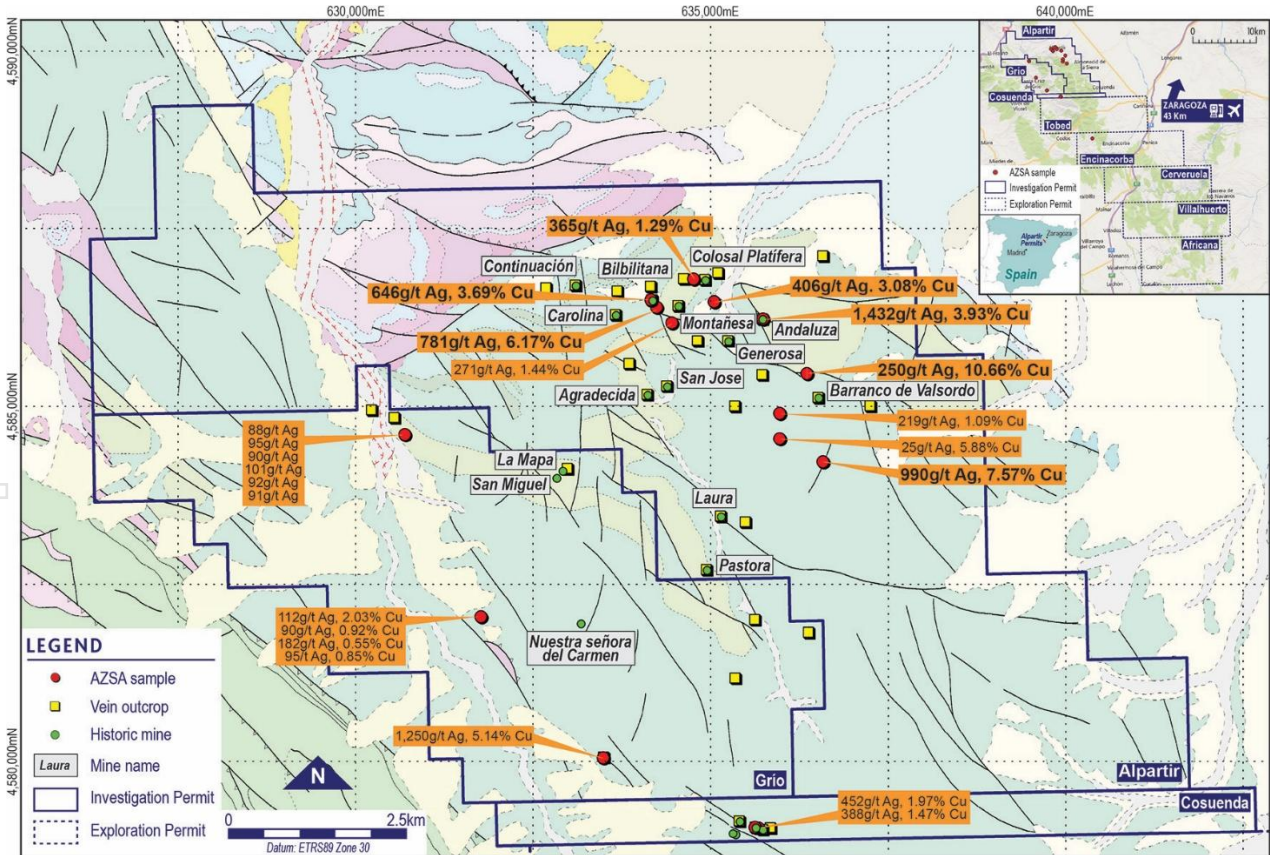 630,000mE
635,000mE
640,000mE
4,590,000mN
4,585,000mN
4,580,000mN
365g/t Ag, 1.29% Cu
Continuación
Bilbilitana
Colosal Platífera
646g/t Ag, 3.69% Cu
406g/t Ag. 3.08% Cu
Carolina
Montañesa
1,432g/t Ag, 3.93% Cu
Andaluza
781g/t Ag, 6.17% Cu
271g/t Ag, 1.44% Cu
Generosa
San Jose
250g/t Ag, 10.66% Cu
Agradecida
Barranco de Valsordo
219g/t Ag, 1.09% Cu
88g/t Ag
95g/t Ag
90g/t Ag
101g/t Ag
92g/t Ag
91g/t Ag
25g/t Ag, 5.88% Cu
La Mapa
San Miguel
990g/t Ag, 7.57% Cu
Laura
Pastora
112g/t Ag, 2.03% Cu
90g/t Ag, 0.92% Cu
182g/t Ag, 0.55% Cu
95/t Ag, 0.85% Cu
Nuestra señora
del Carmen
1,250g/t Ag, 5.14% Cu
Grío
Alpartir
Cosuenda
452g/t Ag, 1.97% Cu
388g/t Ag, 1.47% Cu
LEGEND
AZSA sample
Vein outcrop
Historic mine
Laura
Mine name
Investigation Permit
Exploration Permit
N
0
2.5km
Datum: ETRS89 Zone 30
Alpartir
0
10km
Grío
Cosuenda
ZARAGOZA
43 Km
Tobed
Encinacorba
Cerveruela
Villalhuerto
Africana
AZSA sample
Investigation Permit
Exploration Permit
Alpartir
Permits
Zaragoza
Madrid
Spain